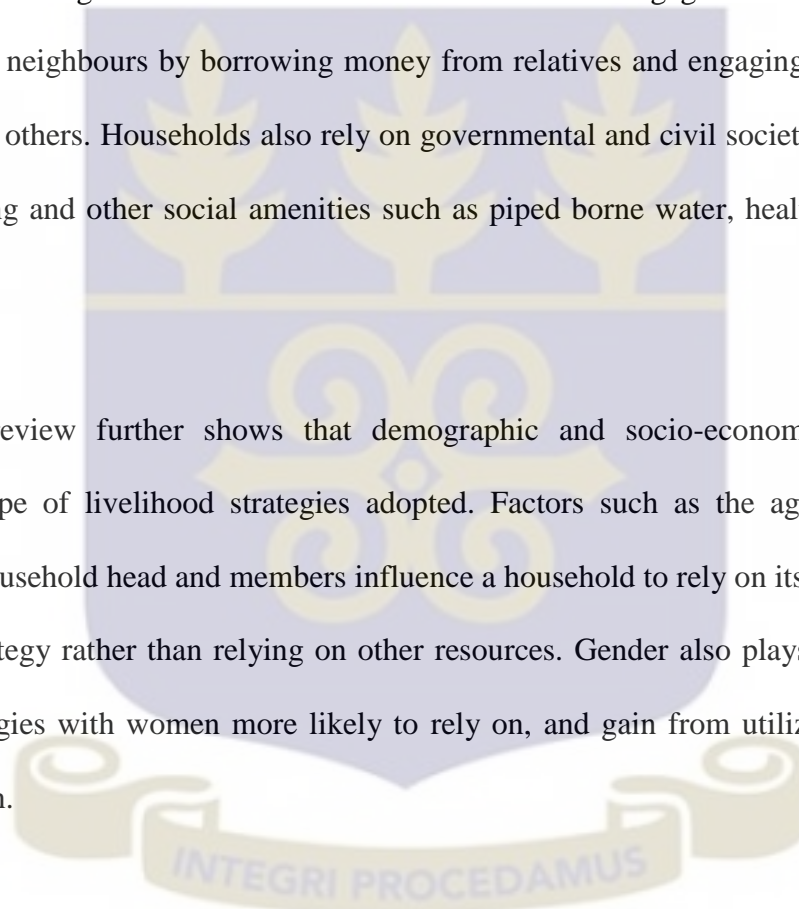 neighbours by borrowing money from relatives and engaging
others. Households also rely on governmental and civil societ
ng and other social amenities such as piped borne water, heal
eview further shows that demographic and socio-econom
pe of livelihood strategies adopted. Factors such as the ag
usehold head and members influence a household to rely on its
tegy rather than relying on other resources. Gender also plays
gies with women more likely to rely on, and gain from utiliz
n.
INTEGRI PROCEDAMUS